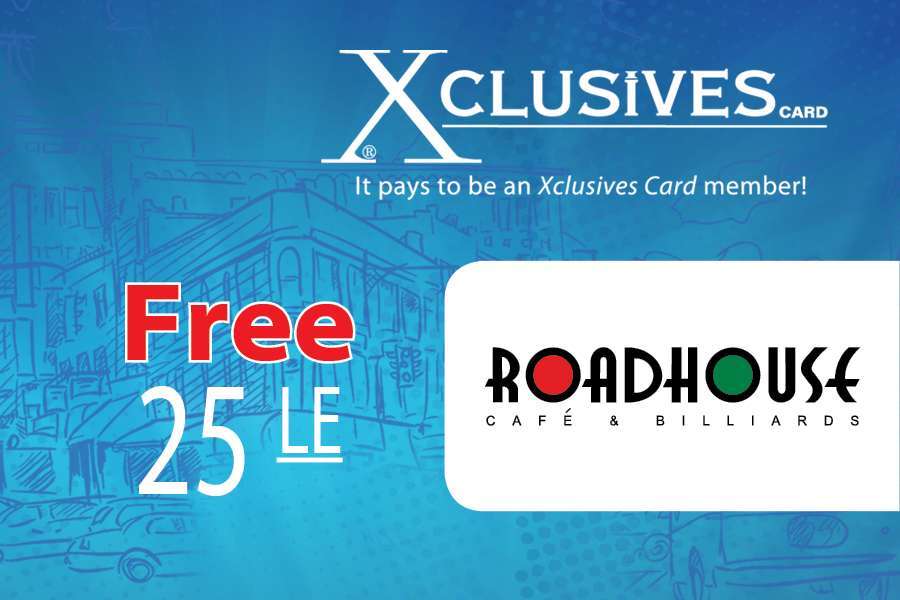 XCLUSiVES CARD
®
It pays to be an Xclusives Card member!
Free
25 LE
ROADHOUSE
CAFÉ & BILLIARDS